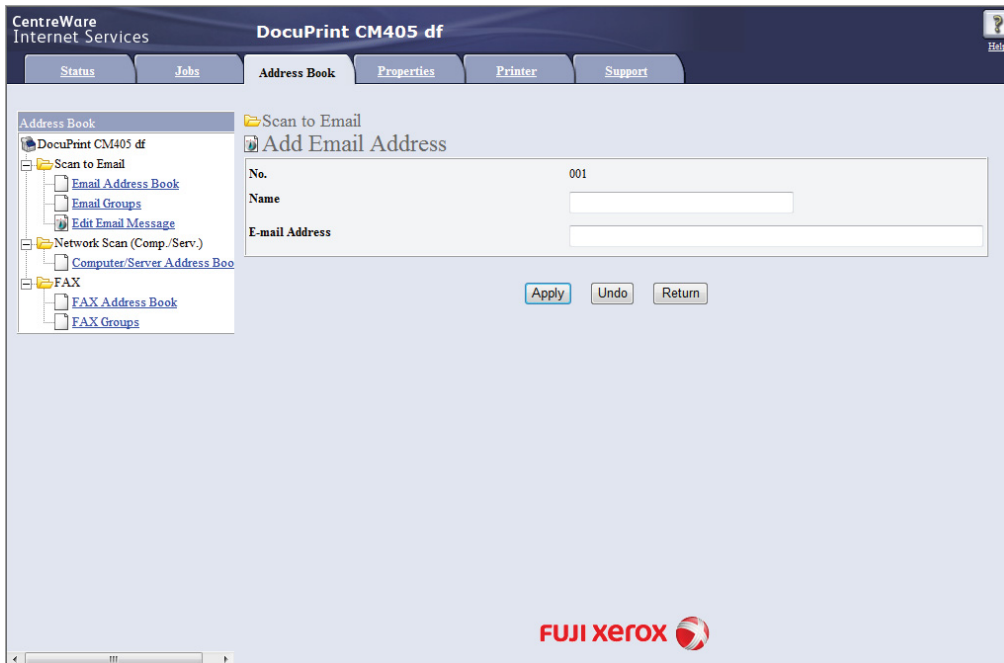 CentreWare
Internet Services
DocuPrint CM405 df
Help
Status
Jobs
Address Book
Properties
Printer
Support
Address Book
DocuPrint CM405 df
Scan to Email
Email Address Book
Email Groups
Edit Email Message
Network Scan (Comp./Serv.)
Computer/Server Address Boo
FAX
FAX Address Book
FAX Groups
Scan to Email
Add Email Address
No. 001
Name
E-mail Address
Apply Undo Return
FUJI xerox